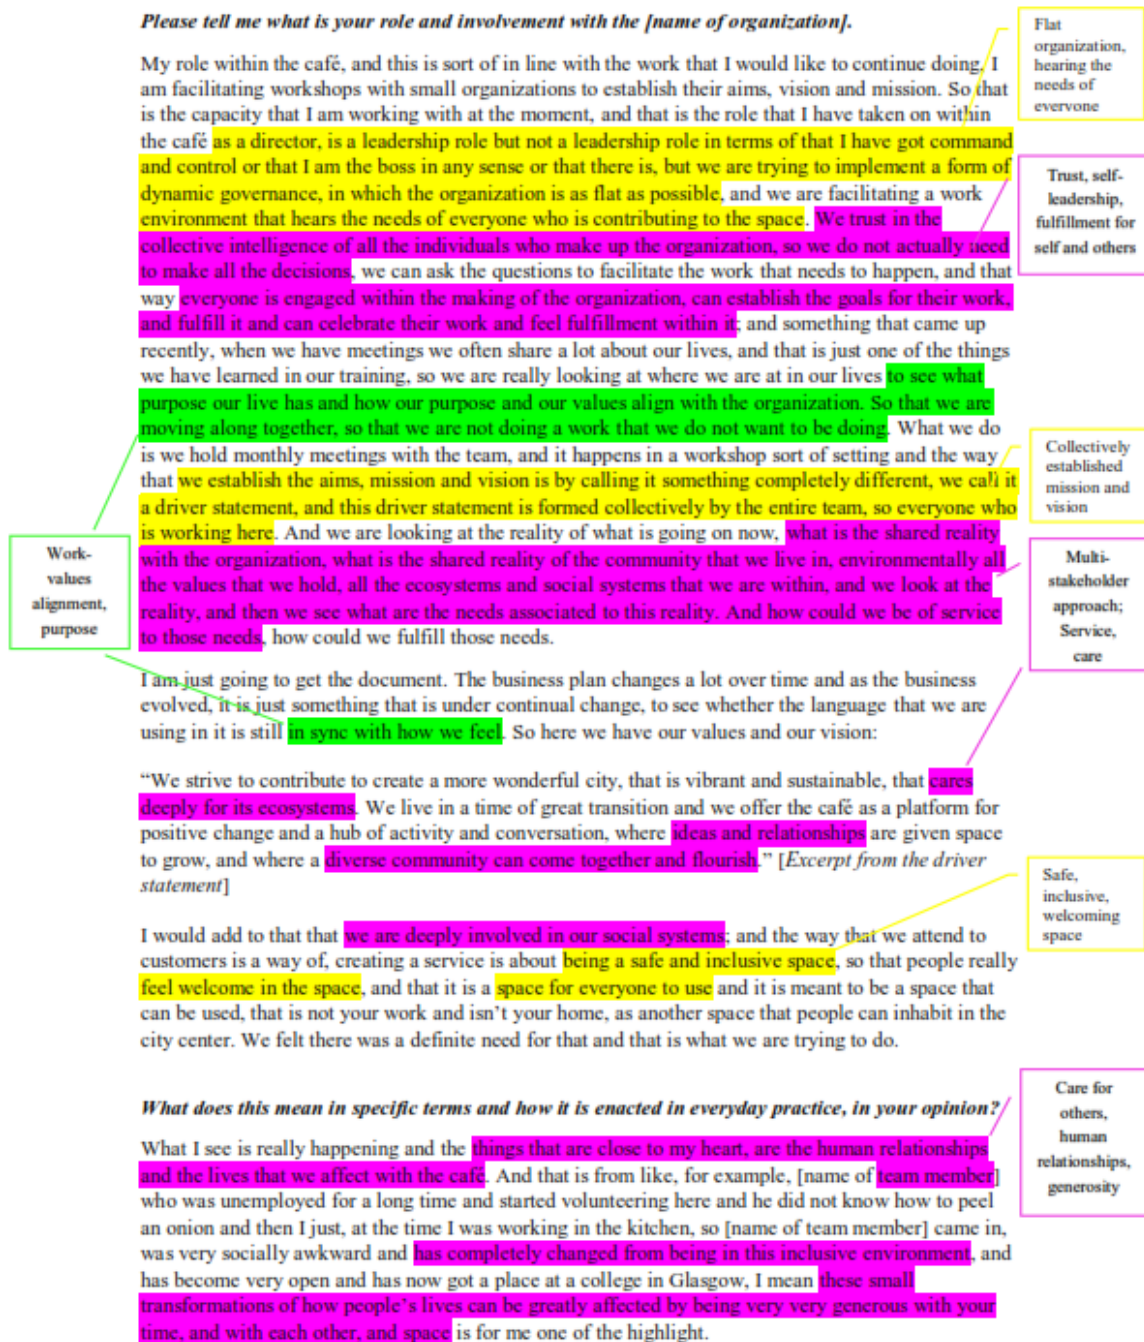 Please tell me what is your role and involvement with the [name of organization].
My role within the café, and this is sort of in line with the work that I would like to continue doing, I
am facilitating workshops with small organizations to establish their aims, vision and mission. So that
is the capacity that I am working with at the moment, and that is the role that I have taken on within
the café as a director, is a leadership role but not a leadership role in terms of that I have got command
and control or that I am the boss in any sense or that there is, but we are trying to implement a form of
dynamic governance, in which the organization is as flat as possible, and we are facilitating a work
environment that hears the needs of everyone who is contributing to the space. We trust in the
collective intelligence of all the individuals who make up the organization, so we do not actually need
to make all the decisions, we can ask the questions to facilitate the work that needs to happen, and that
way everyone is engaged within the making of the organization, can establish the goals for their work,
and fulfill it and can celebrate their work and feel fulfillment within it; and something that came up
recently, when we have meetings we often share a lot about our lives, and that is just one of the things
we have learned in our training, so we are really looking at where we are at in our lives to see what
purpose our live has and how our purpose and our values align with the organization. So that we are
moving along together, so that we are not doing a work that we do not want to be doing. What we do
is we hold monthly meetings with the team, and it happens in a workshop sort of setting and the way
that we establish the aims, mission and vision is by calling it something completely different, we call it
a driver statement, and this driver statement is formed collectively by the entire team, so everyone who
is working here. And we are looking at the reality of what is going on now, what is the shared reality
with the organization, what is the shared reality of the community that we live in, environmentally all
the values that we hold, all the ecosystems and social systems that we are within, and we look at the
reality, and then we see what are the needs associated to this reality. And how could we be of service
to those needs, how could we fulfill those needs.
I am just going to get the document. The business plan changes a lot over time and as the business
evolved, it is just something that is under continual change, to see whether the language that we are
using in it is still in sync with how we feel. So here we have our values and our vision:
“We strive to contribute to create a more wonderful city, that is vibrant and sustainable, that cares
deeply for its ecosystems. We live in a time of great transition and we offer the café as a platform for
positive change and a hub of activity and conversation, where ideas and relationships are given space
to grow, and where a diverse community can come together and flourish.” [Excerpt from the driver
statement]
I would add to that that we are deeply involved in our social systems; and the way that we attend to
customers is a way of, creating a service is about being a safe and inclusive space, so that people really
feel welcome in the space, and that it is a space for everyone to use and it is meant to be a space that
can be used, that is not your work and isn’t your home, as another space that people can inhabit in the
city center. We felt there was a definite need for that and that is what we are trying to do.
What does this mean in specific terms and how it is enacted in everyday practice, in your opinion?
What I see is really happening and the things that are close to my heart, are the human relationships
and the lives that we affect with the café. And that is from like, for example, [name of team member]
who was unemployed for a long time and started volunteering here and he did not know how to peel
an onion and then I just, at the time I was working in the kitchen, so [name of team member] came in,
was very socially awkward and has completely changed from being in this inclusive environment, and
has become very open and has now got a place at a college in Glasgow, I mean these small
transformations of how people’s lives can be greatly affected by being very very generous with your
time, and with each other, and space is for me one of the highlight.
Work-
values
alignment,
purpose
Flat
organization,
hearing the
needs of
everyone
Trust, self-
leadership,
fulfillment for
self and others
Collectively
established
mission and
vision
Multi-
stakeholder
approach;
Service,
care
Safe,
inclusive,
welcoming
space
Care for
others,
human
relationships,
generosity